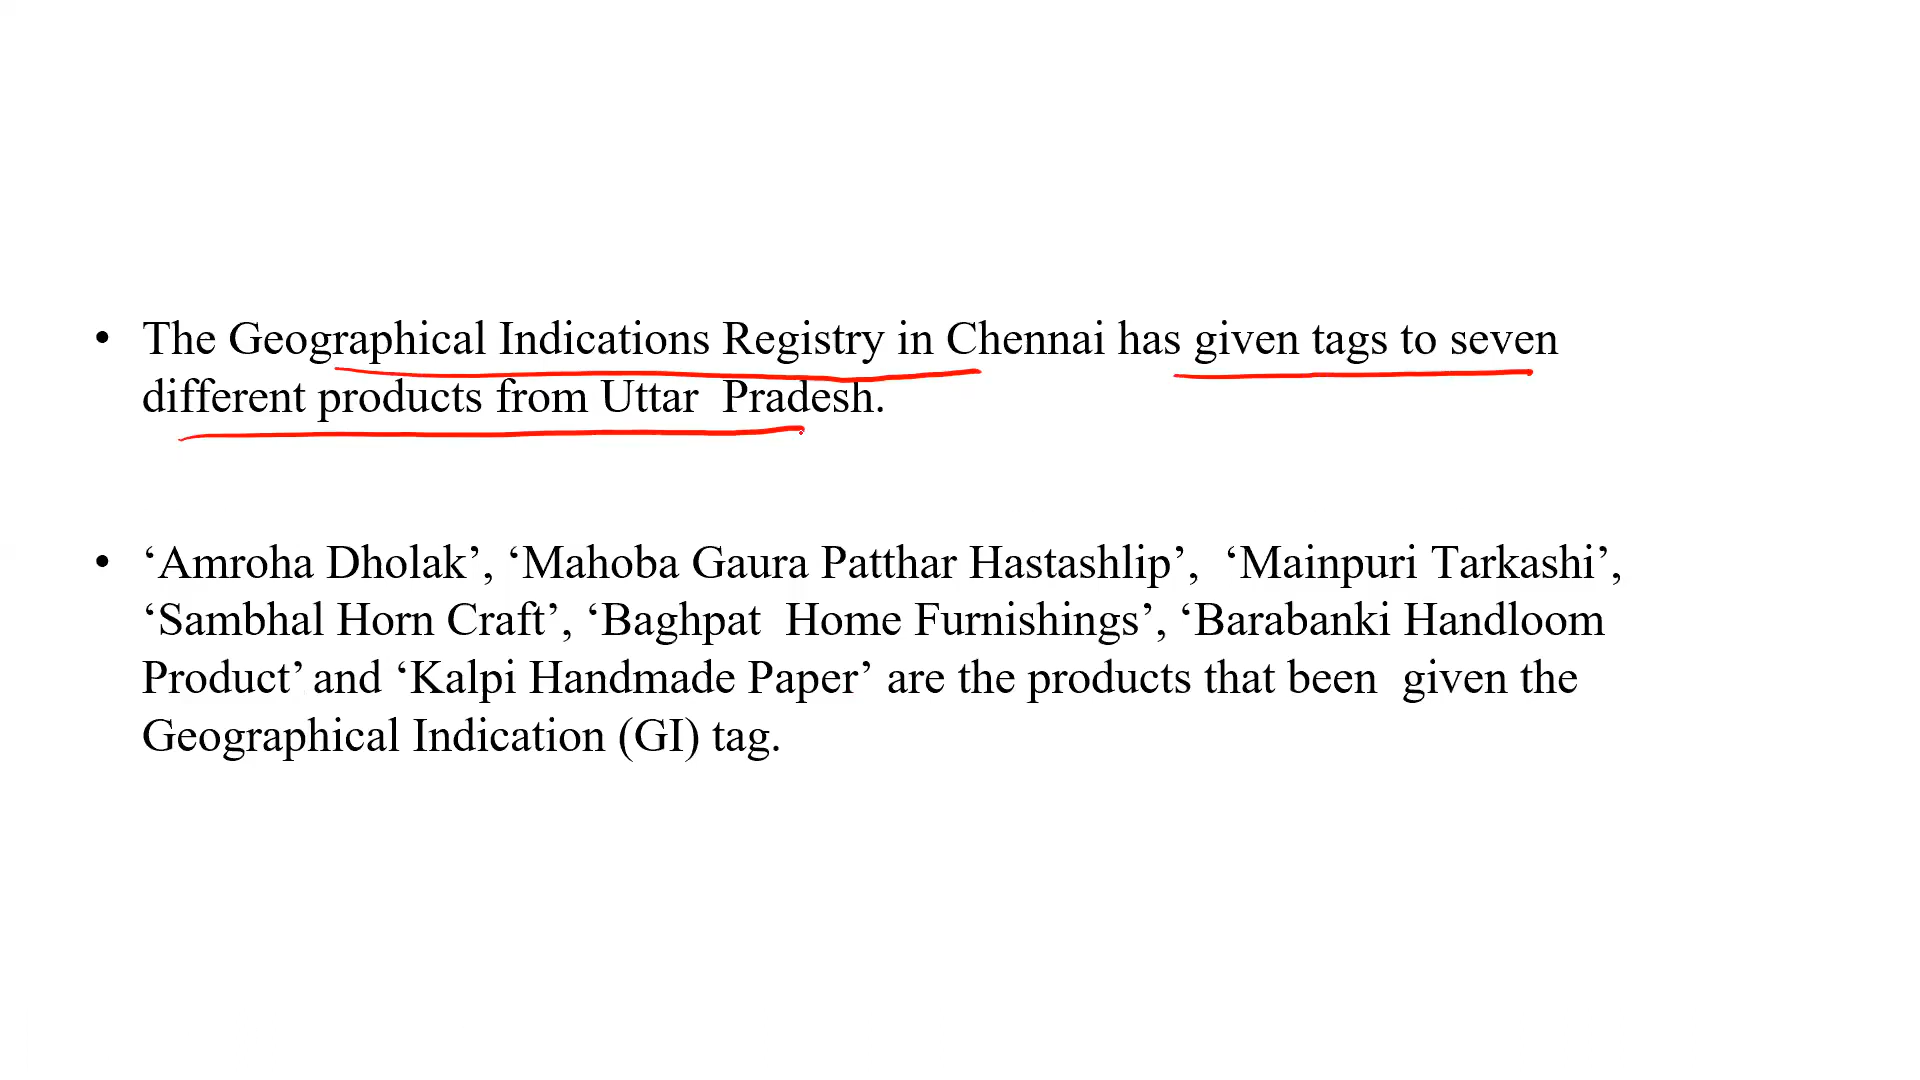 • The Geographical Indications Registry in Chennai has given tags to seven
different products from Uttar  Pradesh.
• ‘Amroha Dholak’, ‘Mahoba Gaura Patthar Hastashlip’,  ‘Mainpuri Tarkashi’,
‘Sambhal Horn Craft’, ‘Baghpat  Home Furnishings’, ‘Barabanki Handloom
Product’ and ‘Kalpi Handmade Paper’ are the products that been  given the
Geographical Indication (GI) tag.